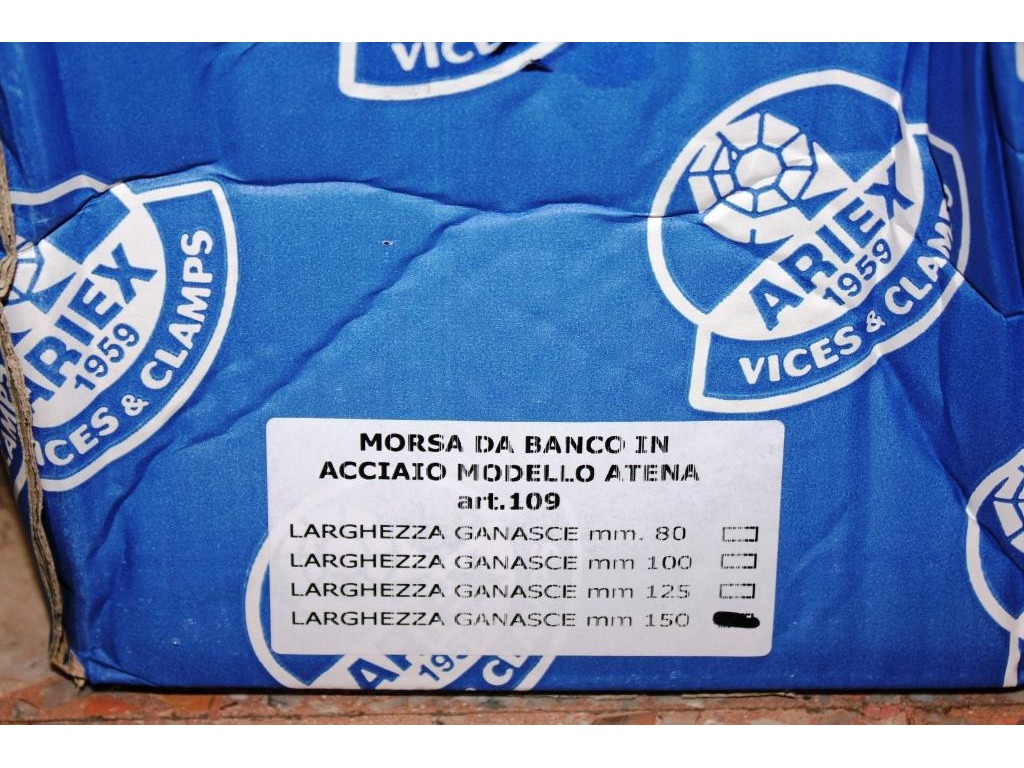 VICES
ARIEX
1959
VICES & CLAMPS
ARIEX
1959
VICES & CLAMPS
MORSA DA BANCO IN
ACCIAIO MODELLO ATENA
art.109
LARGHEZZA GANASCE mm. 80
LARGHEZZA GANASCE mm 100
LARGHEZZA GANASCE mm 125
LARGHEZZA GANASCE mm 150